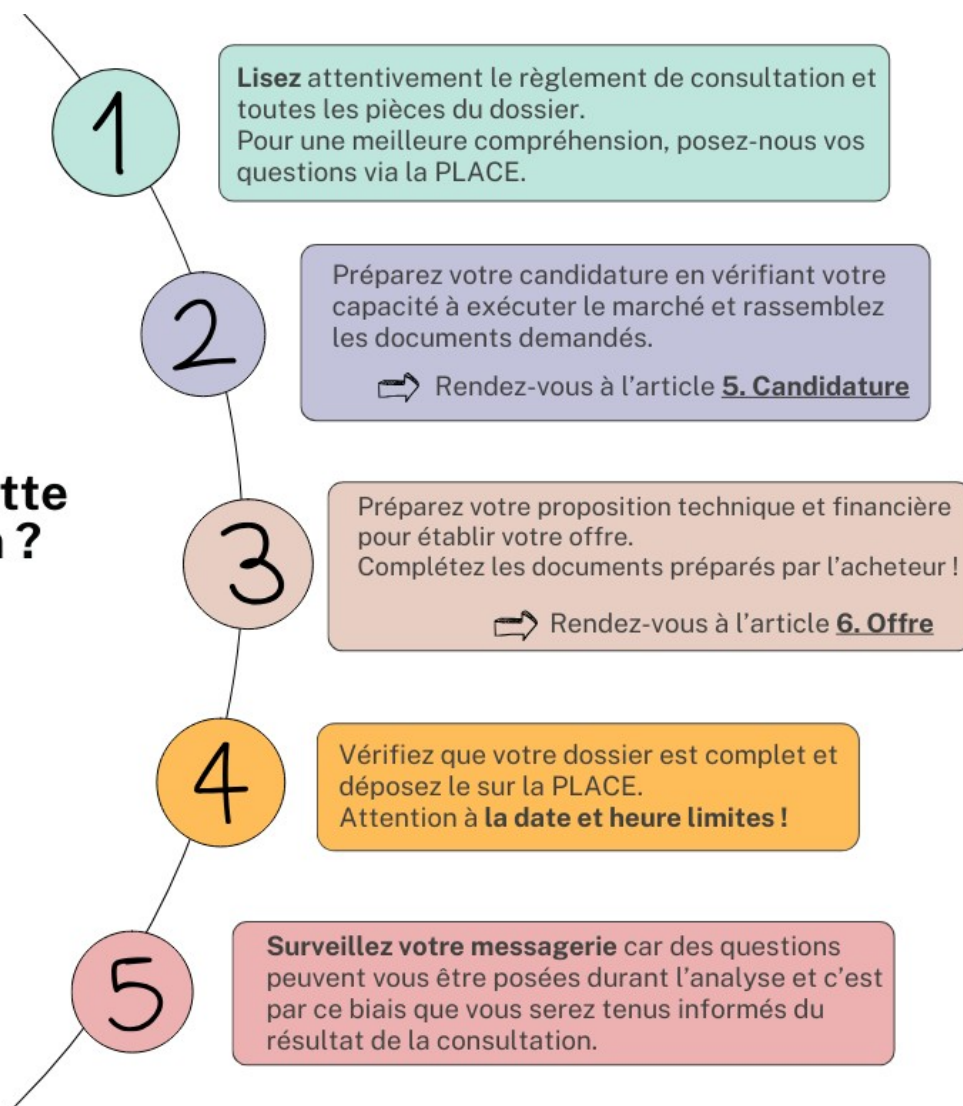 1
Lisez attentivement le règlement de consultation et
toutes les pièces du dossier.
Pour une meilleure compréhension, posez-nous vos
questions via la PLACE.
2
Préparez votre candidature en vérifiant votre
capacité à exécuter le marché et rassemblez
les documents demandés.
Rendez-vous à l'article 5. Candidature
tte
?
3
Préparez votre proposition technique et financière
pour établir votre offre.
Complétez les documents préparés par l'acheteur !
Rendez-vous à l'article 6. Offre
4
Vérifiez que votre dossier est complet et
déposez le sur la PLACE.
Attention à la date et heure limites !
5
Surveillez votre messagerie car des questions
peuvent vous être posées durant l'analyse et c'est
par ce biais que vous serez tenus informés du
résultat de la consultation.